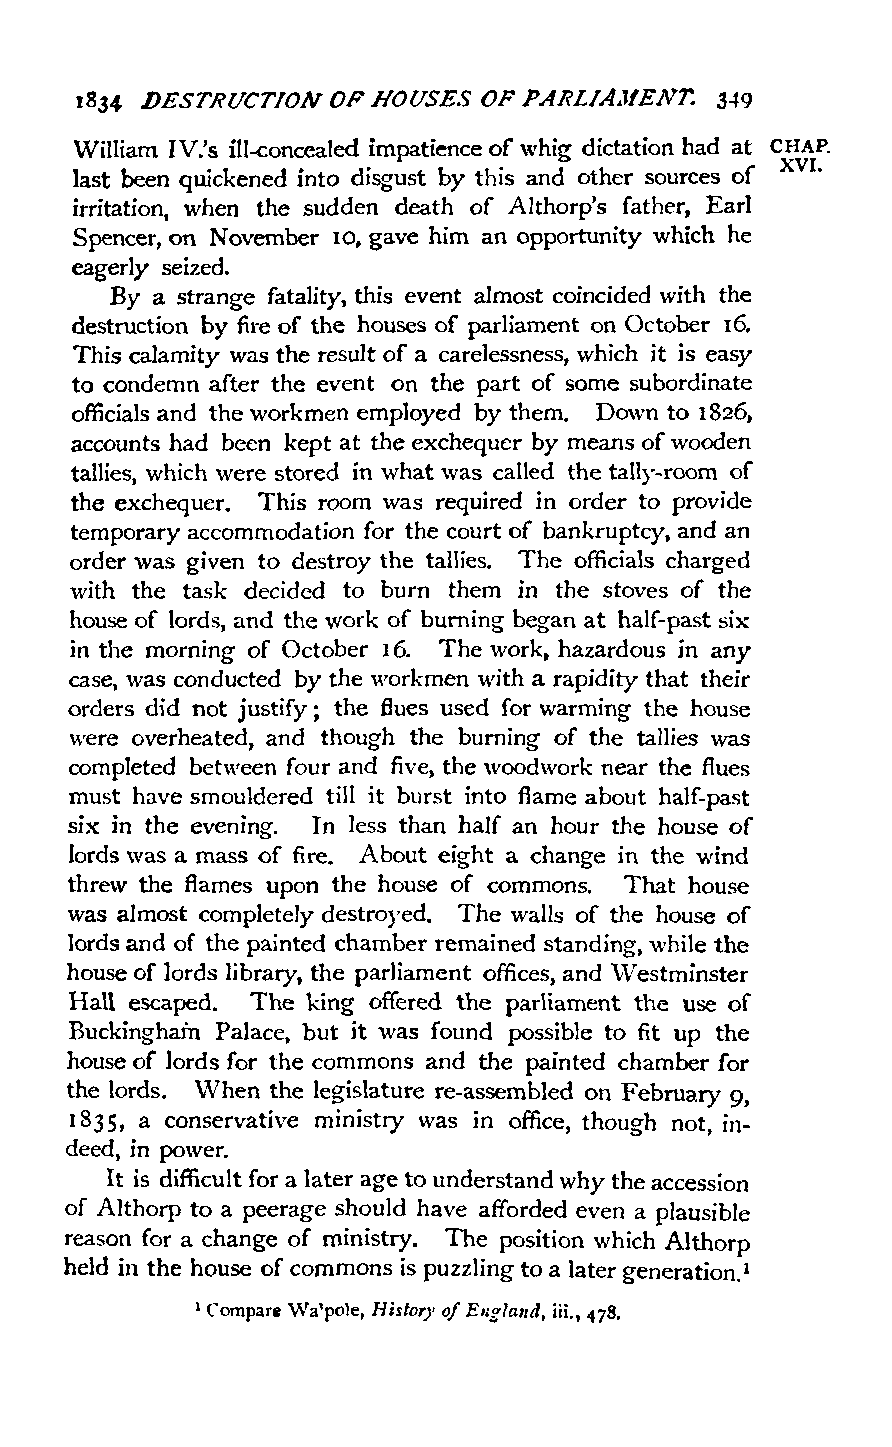 1834 DESTRUCTION OF HOUSES OF PARLIAMENT. 349
William IV.'s ill-concealed impatience of whig dictation had at CHAP. XVI.
last been quickened into disgust by this and other sources of
irritation, when the sudden death of Althorp's father, Earl
Spencer, on November 10, gave him an opportunity which he
eagerly seized.
By a strange fatality, this event almost coincided with the
destruction by fire of the houses of parliament on October 16.
This calamity was the result of a carelessness, which it is easy
to condemn after the event on the part of some subordinate
officials and the workmen employed by them. Down to 1826,
accounts had been kept at the exchequer by means of wooden
tallies, which were stored in what was called the tally-room of
the exchequer. This room was required in order to provide
temporary accommodation for the court of bankruptcy, and an
order was given to destroy the tallies. The officials charged
with the task decided to burn them in the stoves of the
house of lords, and the work of burning began at half-past six
in the morning of October 16. The work, hazardous in any
case, was conducted by the workmen with a rapidity that their
orders did not justify; the flues used for warming the house
were overheated, and though the burning of the tallies was
completed between four and five, the woodwork near the flues
must have smouldered till it burst into flame about half-past
six in the evening. In less than half an hour the house of
lords was a mass of fire. About eight a change in the wind
threw the flames upon the house of commons. That house
was almost completely destroyed. The walls of the house of
lords and of the painted chamber remained standing, while the
house of lords library, the parliament offices, and Westminster
Hall escaped. The king offered the parliament the use of
Buckingham Palace, but it was found possible to fit up the
house of lords for the commons and the painted chamber for
the lords. When the legislature re-assembled on February 9,
1835, a conservative ministry was in office, though not, in-
deed, in power.
It is difficult for a later age to understand why the accession
of Althorp to a peerage should have afforded even a plausible
reason for a change of ministry. The position which Althorp
held in the house of commons is puzzling to a later generation.¹
¹ Compare Wa'pole, History of England, iii., 478.